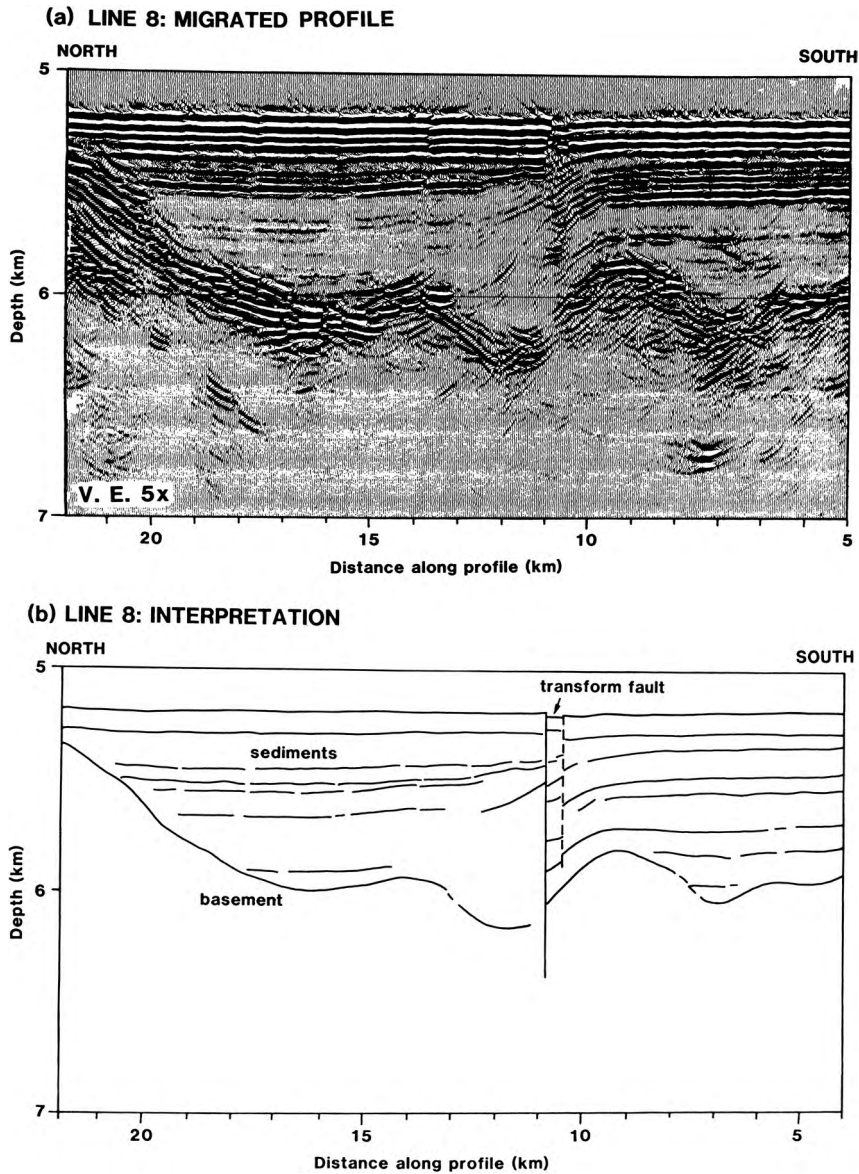 (a) LINE 8: MIGRATED PROFILE
NORTH SOUTH
5
Depth (km)
6
V. E. 5x
7
20 15 10 5
Distance along profile (km)
(b) LINE 8: INTERPRETATION
NORTH SOUTH
5
transform fault
sediments
Depth (km)
6
basement
7
20 15 10 5
Distance along profile (km)